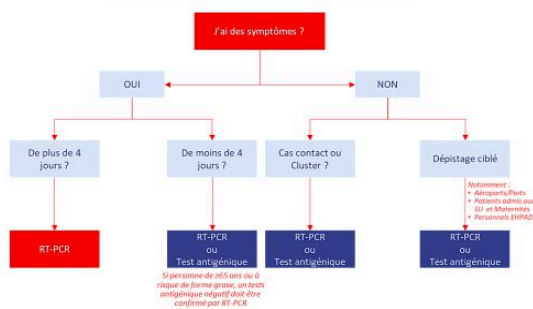 J'ai des symptômes ?
OUI
NON
De plus de 4
jours ?
De moins de 4
jours ?
Cas contact ou
Cluster ?
Dépistage ciblé
Notamment :
• Aéroports/Ports
• Patients admis aux
SU et Maternités
• Personnels EHPAD
RT-PCR
RT-PCR
ou
Test antigénique
RT-PCR
ou
Test antigénique
RT-PCR
ou
Test antigénique
Si personne de ≥65 ans ou à
risque de forme grave, un tests
antigénique négatif doit être
confirmé par RT-PCR